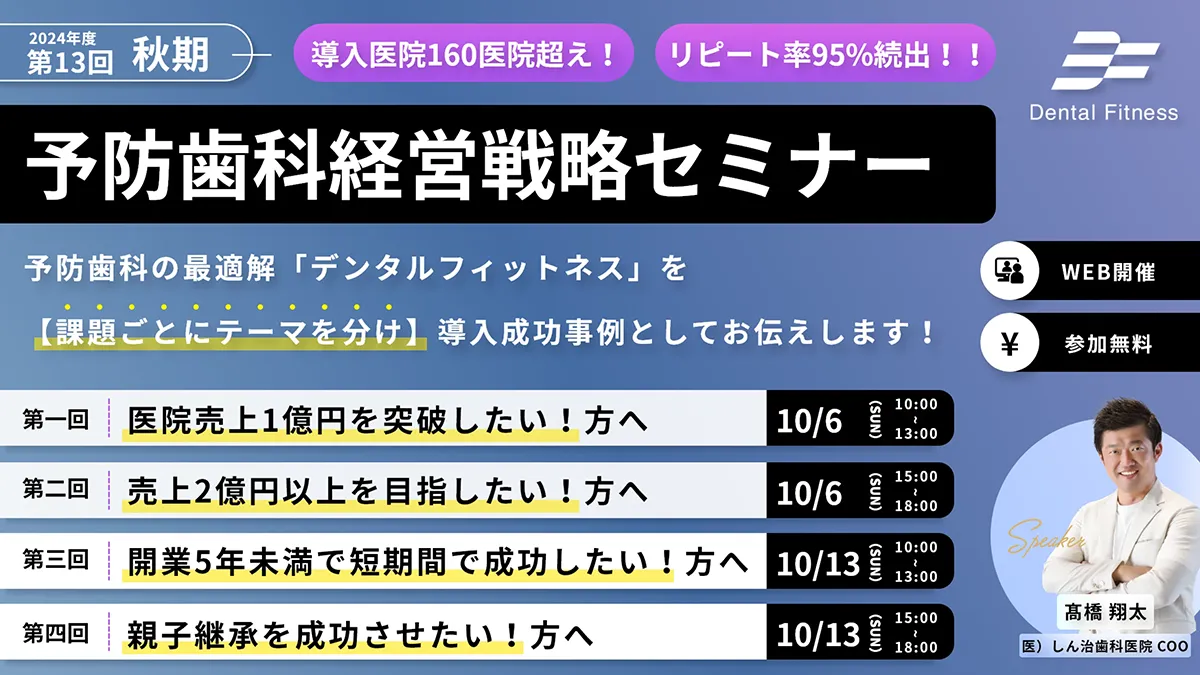 2024年度
第13回 秋期
導入医院160医院超え！
リピート率95%続出！！
Dental Fitness
予防歯科経営戦略セミナー
予防歯科の最適解「デンタルフィットネス」を
【課題ごとにテーマを分け】導入成功事例としてお伝えします！
WEB開催
¥ 参加無料
第一回 医院売上1億円を突破したい！方へ 10/6 (SUN) 10:00~13:00
第二回 売上2億円以上を目指したい！方へ 10/6 (SUN) 15:00~18:00
第三回 開業5年未満で短期間で成功したい！方へ 10/13 (SUN) 10:00~13:00
第四回 親子継承を成功させたい！方へ 10/13 (SUN) 15:00~18:00
Speaker
髙橋 翔太
医）しん治歯科医院 COO